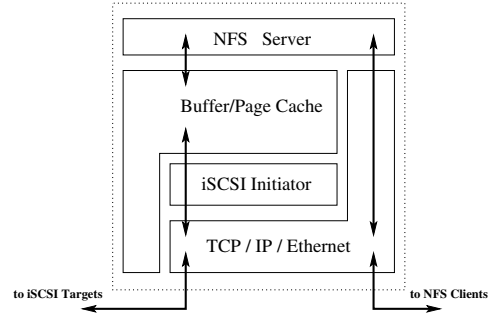 NFS Server
Buffer/Page Cache
iSCSI Initiator
TCP / IP / Ethernet
to iSCSI Targets
to NFS Clients